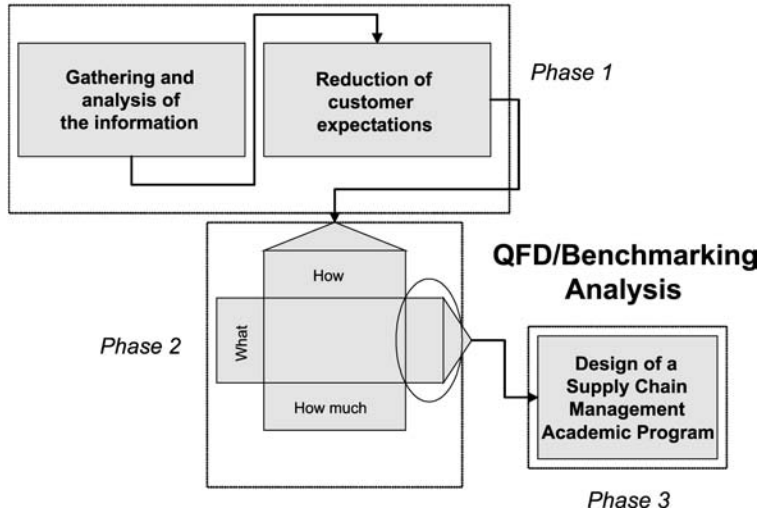 Gathering and
analysis of
the information
Reduction of
customer
expectations
Phase 1
How
What
How much
Phase 2
QFD/Benchmarking
Analysis
Design of a
Supply Chain
Management
Academic Program
Phase 3